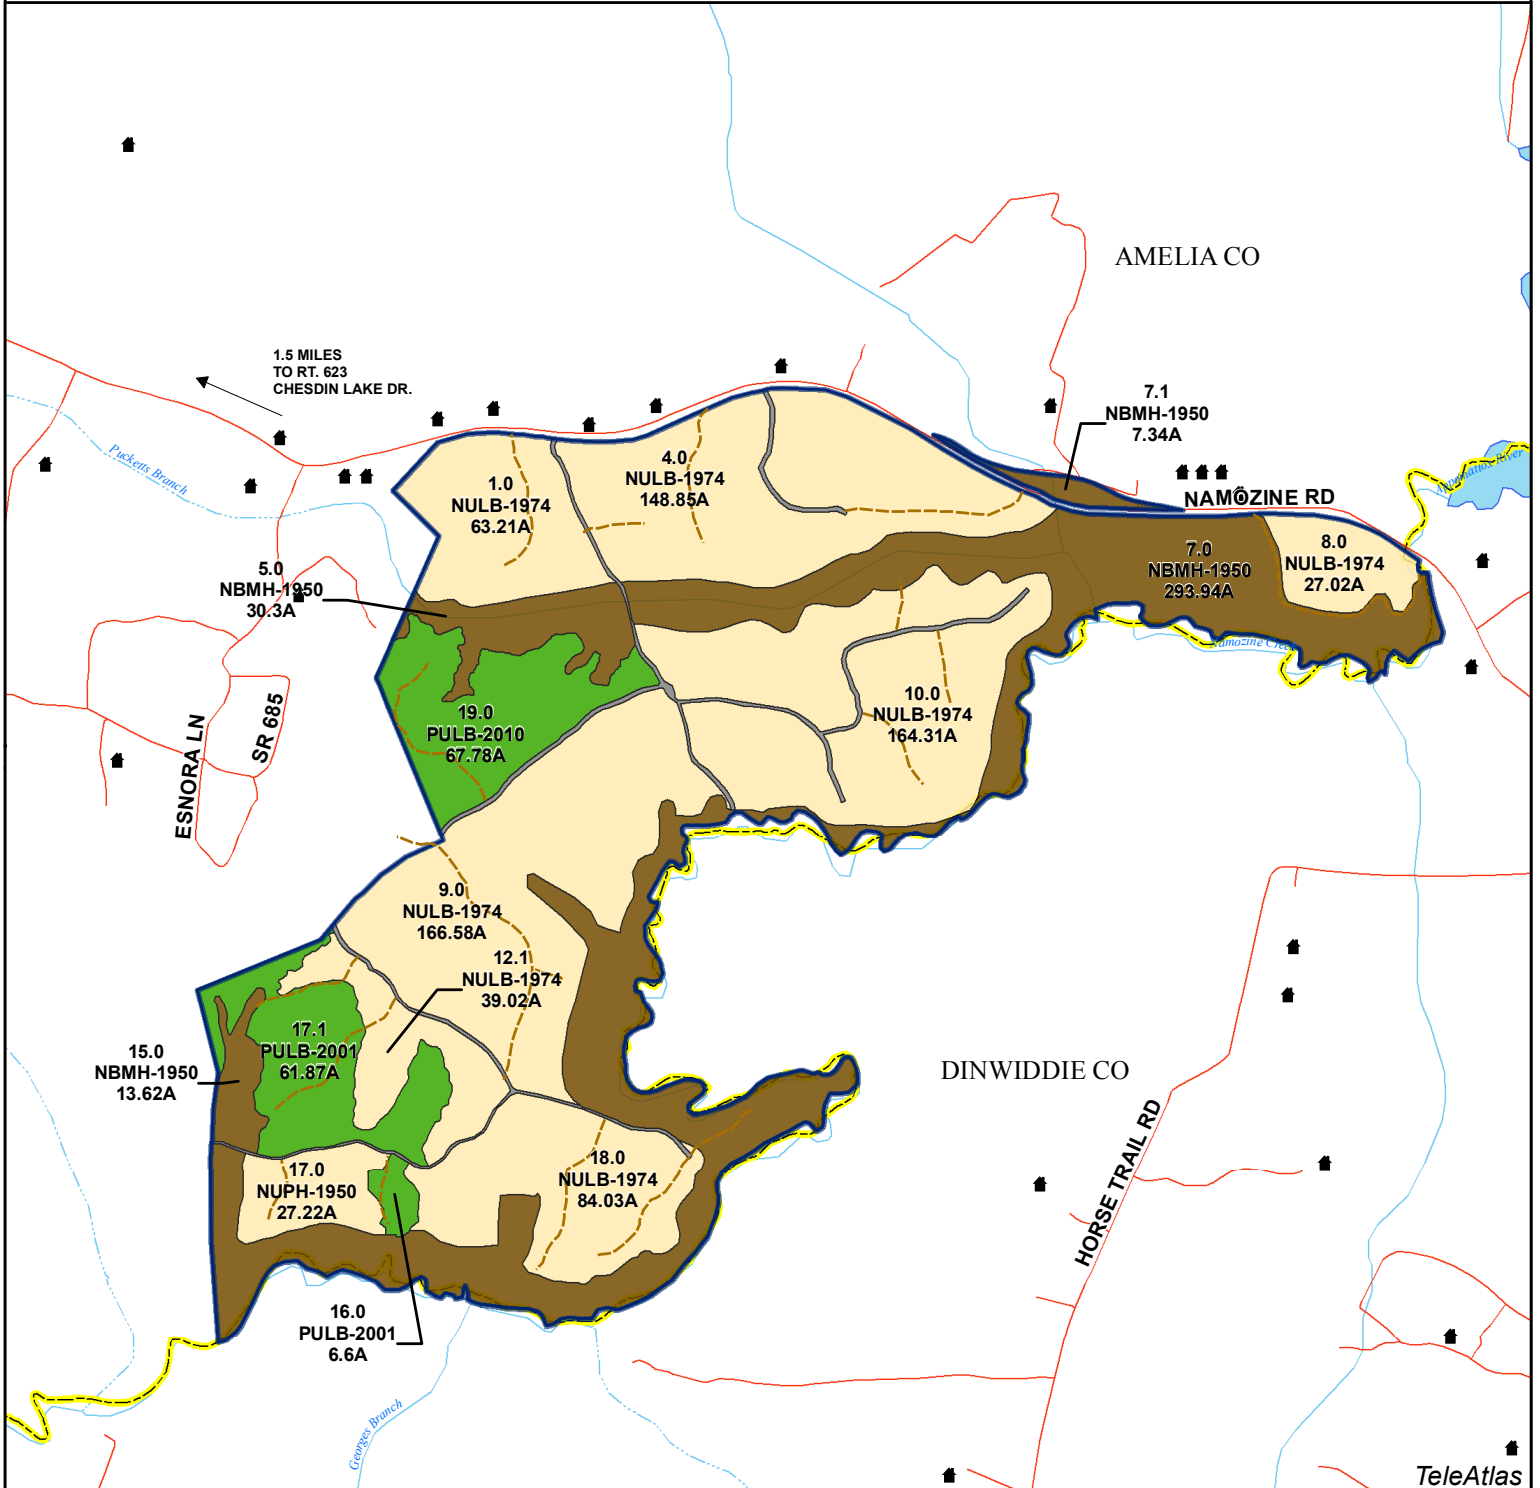 AMELIA CO
1.5 MILES
TO RT. 623
CHESDIN LAKE DR.
7.1
NBMH-1950
7.34A
Pucketts Branch
4.0
NULB-1974
148.85A
1.0
NULB-1974
63.21A
Appomattox River
NAMOZINE RD
7.0
NBMH-1950
293.94A
8.0
NULB-1974
27.02A
5.0
NBMH-1950
30.3A
Namozine Creek
10.0
NULB-1974
164.31A
19.0
PULB-2010
67.78A
SR 685
ESNORA LN
9.0
NULB-1974
166.58A
12.1
NULB-1974
39.02A
17.1
PULB-2001
61.87A
15.0
NBMH-1950
13.62A
DINWIDDIE CO
HORSE TRAIL RD
17.0
NUPH-1950
27.22A
18.0
NULB-1974
84.03A
16.0
PULB-2001
6.6A
Georges Branch
TeleAtlas